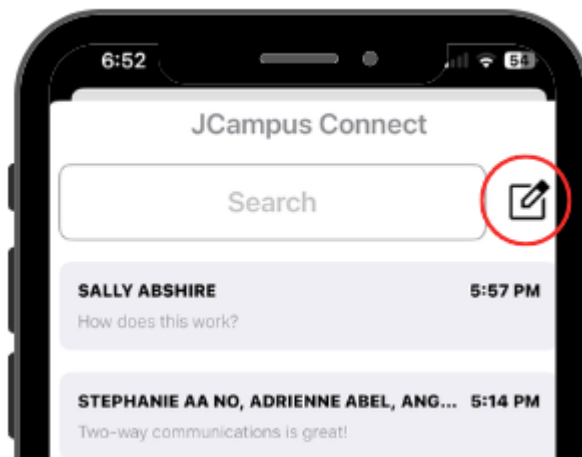 6:52 54
JCampus Connect
Search
SALLY ABSHIRE 5:57 PM
How does this work?
STEPHANIE AA NO, ADRIENNE ABEL, ANG... 5:14 PM
Two-way communications is great!